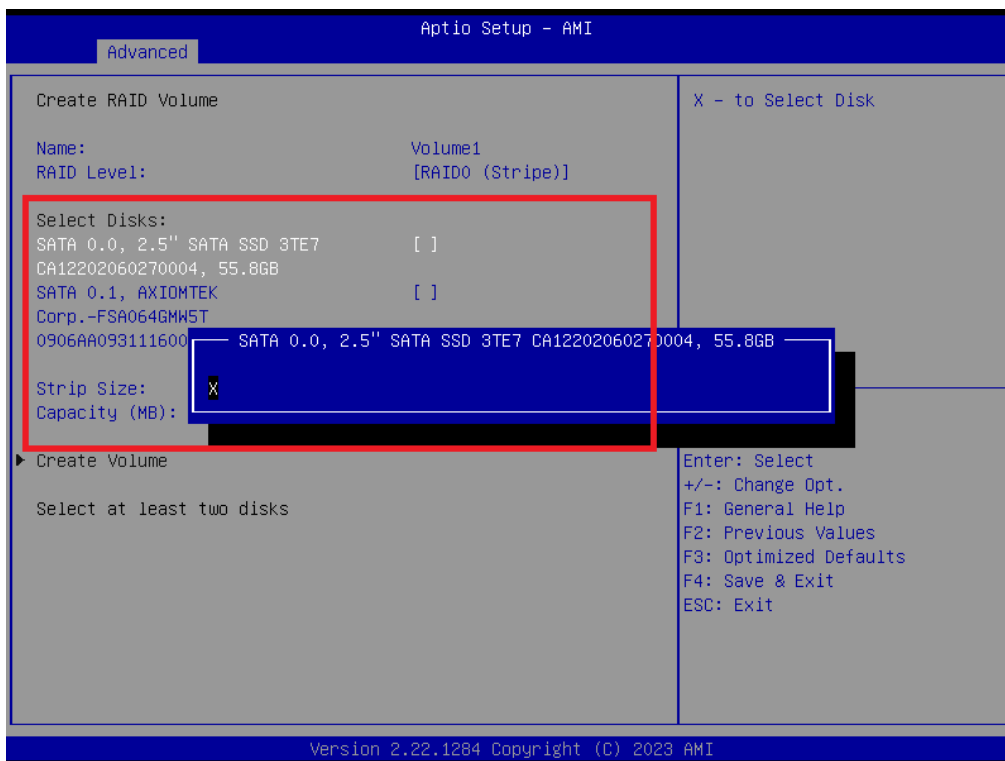 Aptio Setup – AMI
Advanced
Create RAID Volume
Name: Volume1
RAID Level: [RAID0 (Stripe)]
Select Disks:
SATA 0.0, 2.5" SATA SSD 3TE7 [ ]
CA12202060270004, 55.8GB
SATA 0.1, AXIOMTEK [ ]
Corp.-FSA064GMW5T
0906AA093111600
Strip Size:
Capacity (MB):
SATA 0.0, 2.5" SATA SSD 3TE7 CA12202060270004, 55.8GB
X
▶ Create Volume
Select at least two disks
X – to Select Disk
Enter: Select
+/-: Change Opt.
F1: General Help
F2: Previous Values
F3: Optimized Defaults
F4: Save & Exit
ESC: Exit
Version 2.22.1284 Copyright (C) 2023 AMI